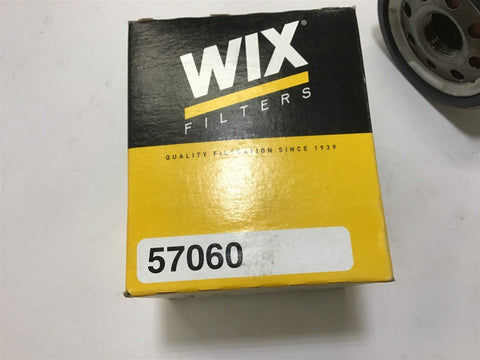 WIX
FILTERS
QUALITY FILTRATION SINCE 1939
57060